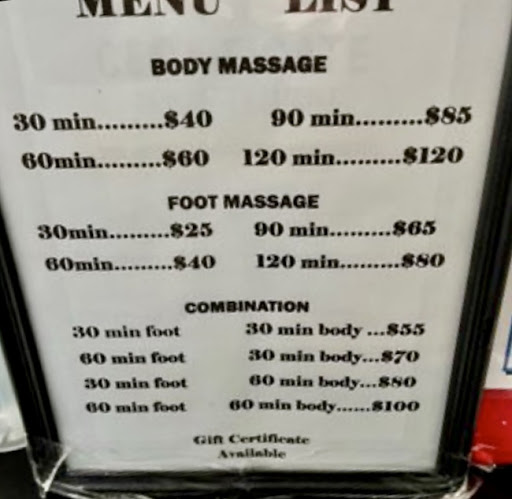 MENU LIST
BODY MASSAGE
30 min.........$40 90 min.........$85
60min.........$60 120 min.........$120
FOOT MASSAGE
30min.........$25 90 min.........$65
60min.........$40 120 min.........$80
COMBINATION
30 min foot 30 min body ...$55
60 min foot 30 min body...$70
30 min foot 60 min body...$80
60 min foot 60 min body......$100
Gift Certificate
Available